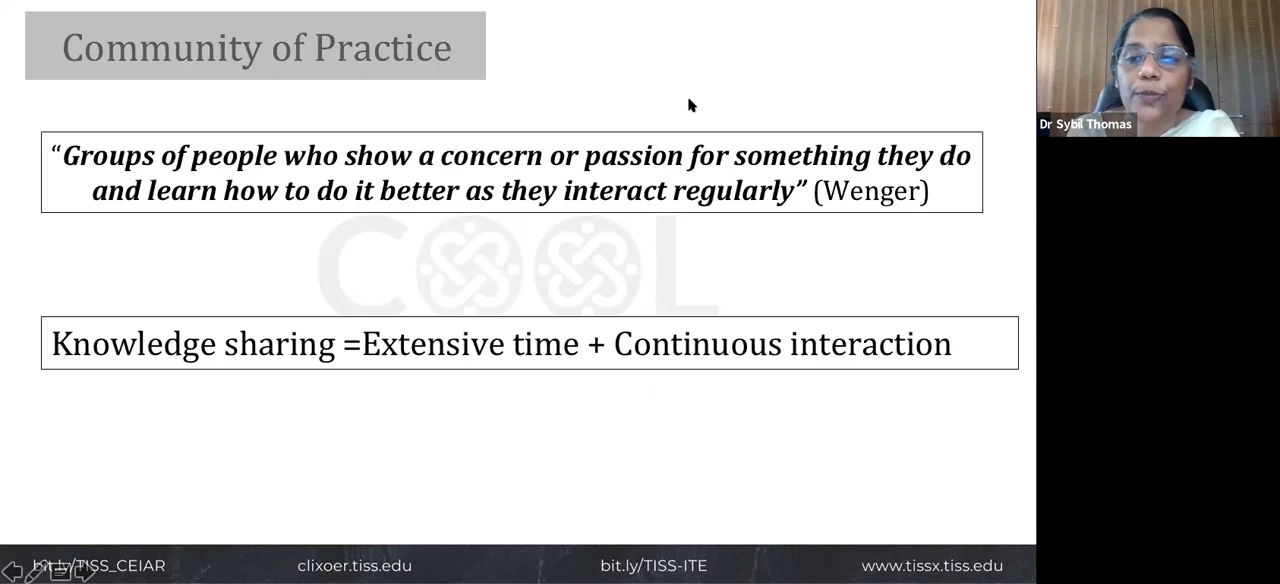 Community of Practice
Dr Sybil Thomas
“Groups of people who show a concern or passion for something they do
and learn how to do it better as they interact regularly” (Wenger)
COOL
Knowledge sharing =Extensive time + Continuous interaction
bit.ly/TISS_CEIAR
clixoer.tiss.edu
bit.ly/TISS-ITE
www.tissx.tiss.edu